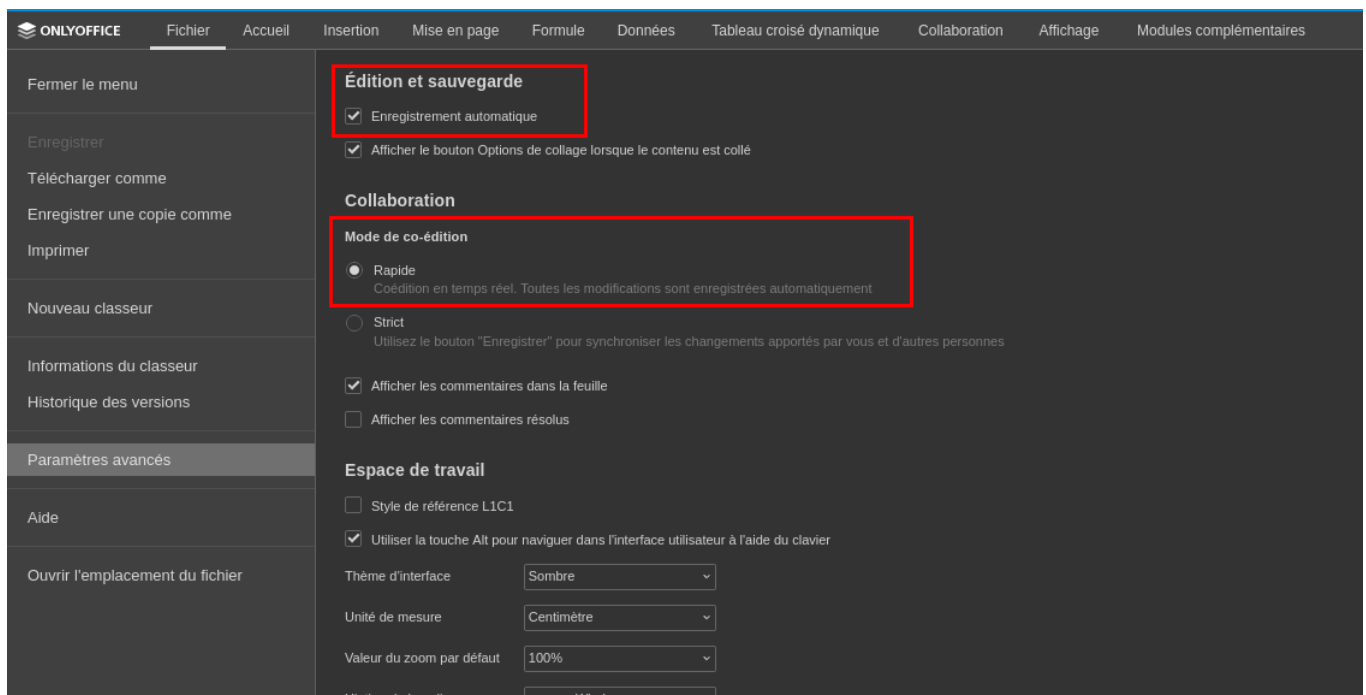 ONLYOFFICE Fichier Accueil Insertion Mise en page Formule Données Tableau croisé dynamique Collaboration Affichage Modules complémentaires
Fermer le menu
Enregistrer
Télécharger comme
Enregistrer une copie comme
Imprimer
Nouveau classeur
Informations du classeur
Historique des versions
Paramètres avancés
Aide
Ouvrir l'emplacement du fichier
Édition et sauvegarde
Enregistrement automatique
Afficher le bouton Options de collage lorsque le contenu est collé
Collaboration
Mode de co-édition
Rapide
Coédition en temps réel. Toutes les modifications sont enregistrées automatiquement
Strict
Utilisez le bouton "Enregistrer" pour synchroniser les changements apportés par vous et d'autres personnes
Afficher les commentaires dans la feuille
Afficher les commentaires résolus
Espace de travail
Style de référence L1C1
Utiliser la touche Alt pour naviguer dans l'interface utilisateur à l'aide du clavier
Thème d'interface Sombre
Unité de mesure Centimètre
Valeur du zoom par défaut 100%